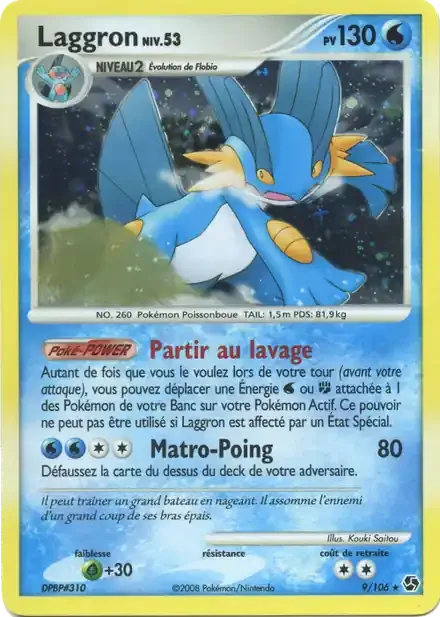 Laggron NIV.53 PV 130
NIVEAU 2 Évolution de Flobio
NO. 260 Pokémon Poissonboue TAIL: 1,5 m PDS: 81,9 kg
Poké-POWER Partir au lavage
Autant de fois que vous le voulez lors de votre tour (avant votre
attaque), vous pouvez déplacer une Énergie ou attachée à 1
des Pokémon de votre Banc sur votre Pokémon Actif. Ce pouvoir
ne peut pas être utilisé si Laggron est affecté par un État Spécial.
Matro-Poing 80
Défaussez la carte du dessus du deck de votre adversaire.
Il peut traîner un grand bateau en nageant. Il assomme l'ennemi
d'un grand coup de ses bras épais.
Illus. Kouki Saitou
faiblesse résistance coût de retraite
+30
DPBP#310 ©2008 Pokémon/Nintendo 9/106 ★